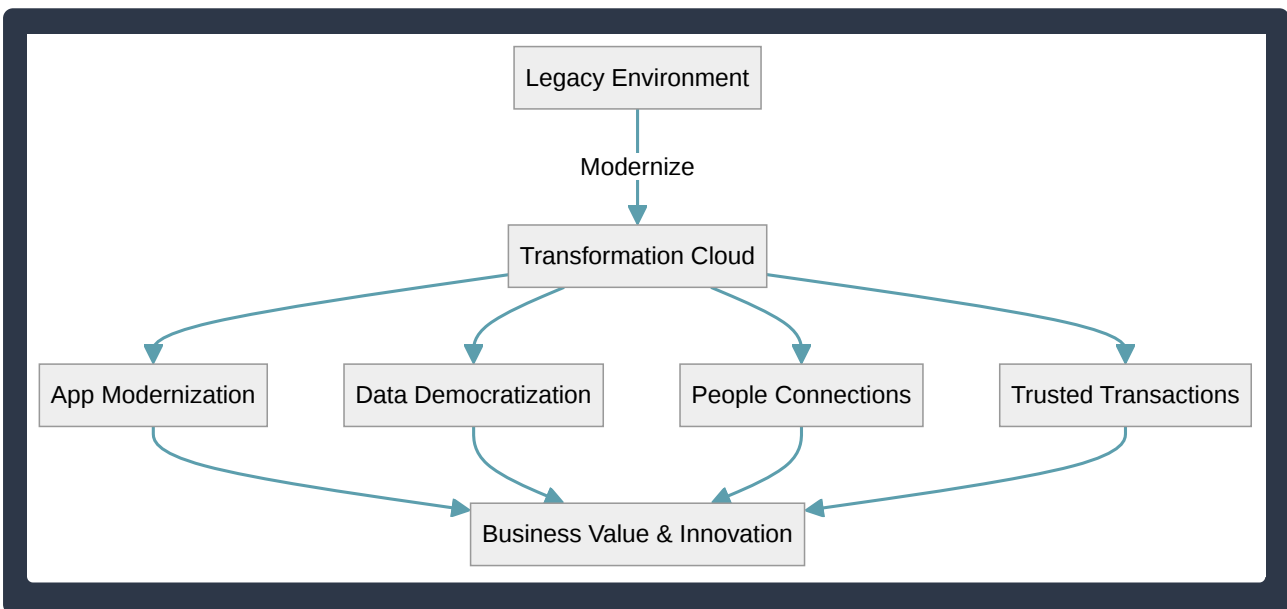 Legacy Environment
Modernize
Transformation Cloud
App Modernization
Data Democratization
People Connections
Trusted Transactions
Business Value & Innovation